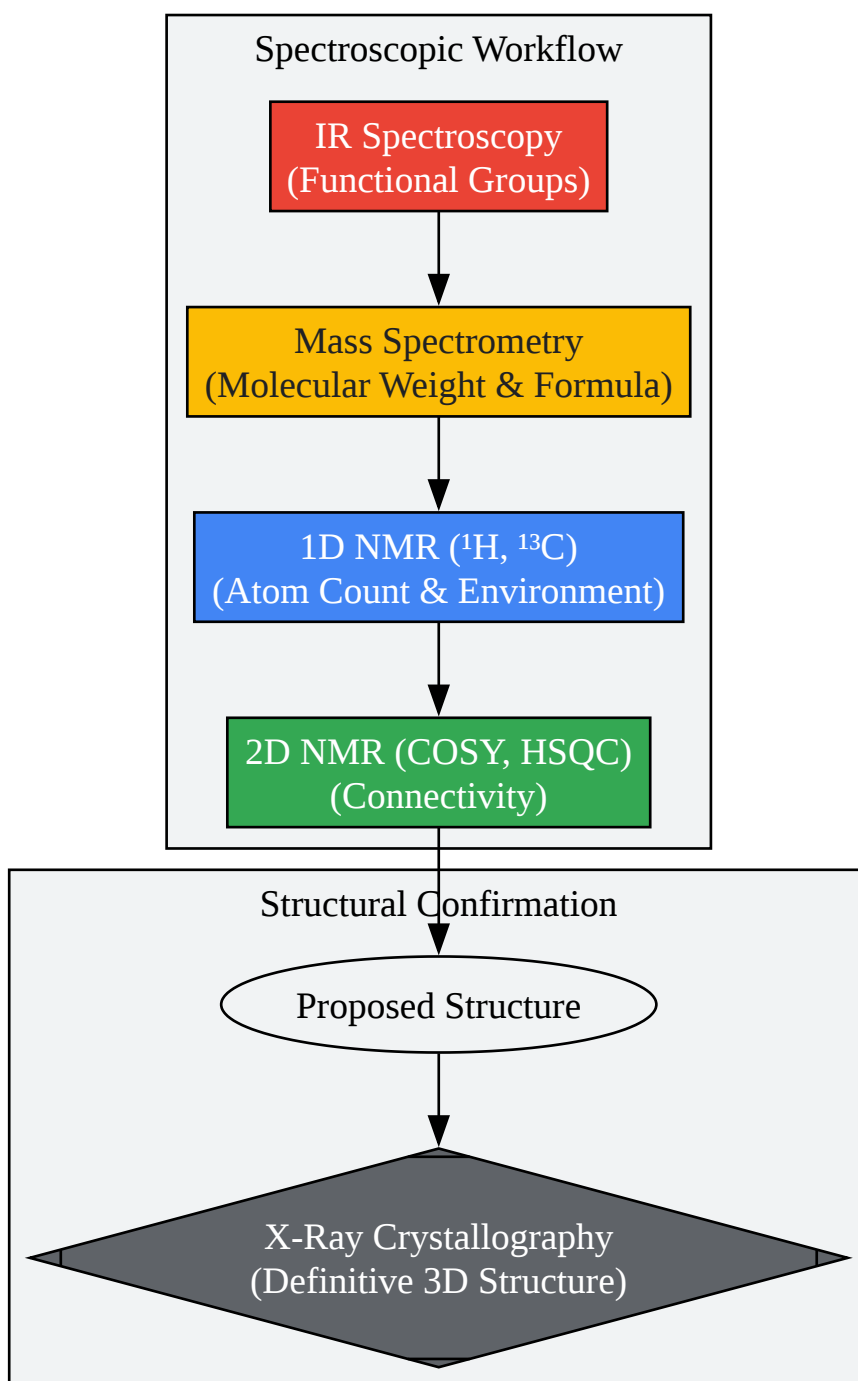 Spectroscopic Workflow
IR Spectroscopy
(Functional Groups)
Mass Spectrometry
(Molecular Weight & Formula)
1D NMR (¹H, ¹³C)
(Atom Count & Environment)
2D NMR (COSY, HSQC)
(Connectivity)
Structural Confirmation
Proposed Structure
X-Ray Crystallography
(Definitive 3D Structure)